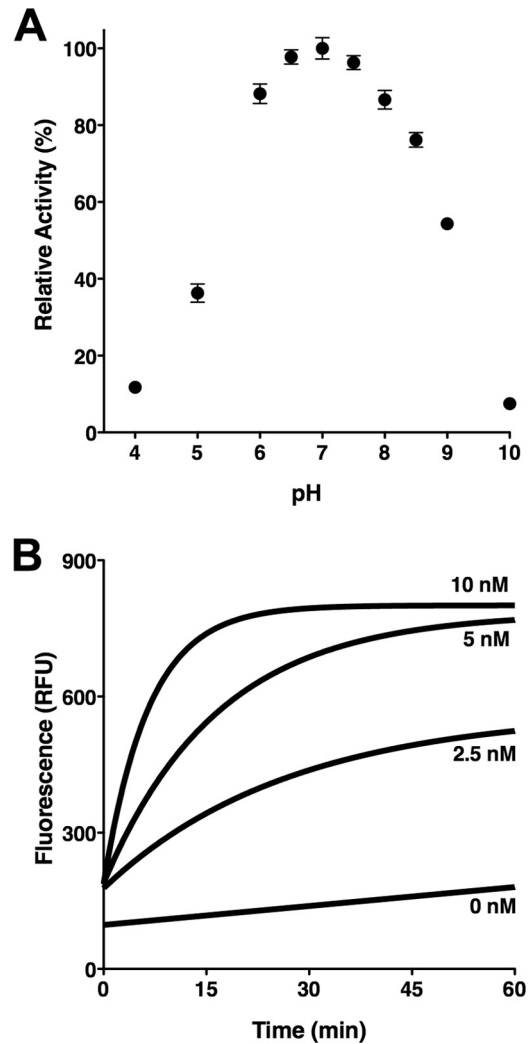 A
Relative Activity (%)
100
80
60
40
20
0
4 5 6 7 8 9 10
pH
B
Fluorescence (RFU)
900
600
300
0
10 nM
5 nM
2.5 nM
0 nM
0 15 30 45 60
Time (min)